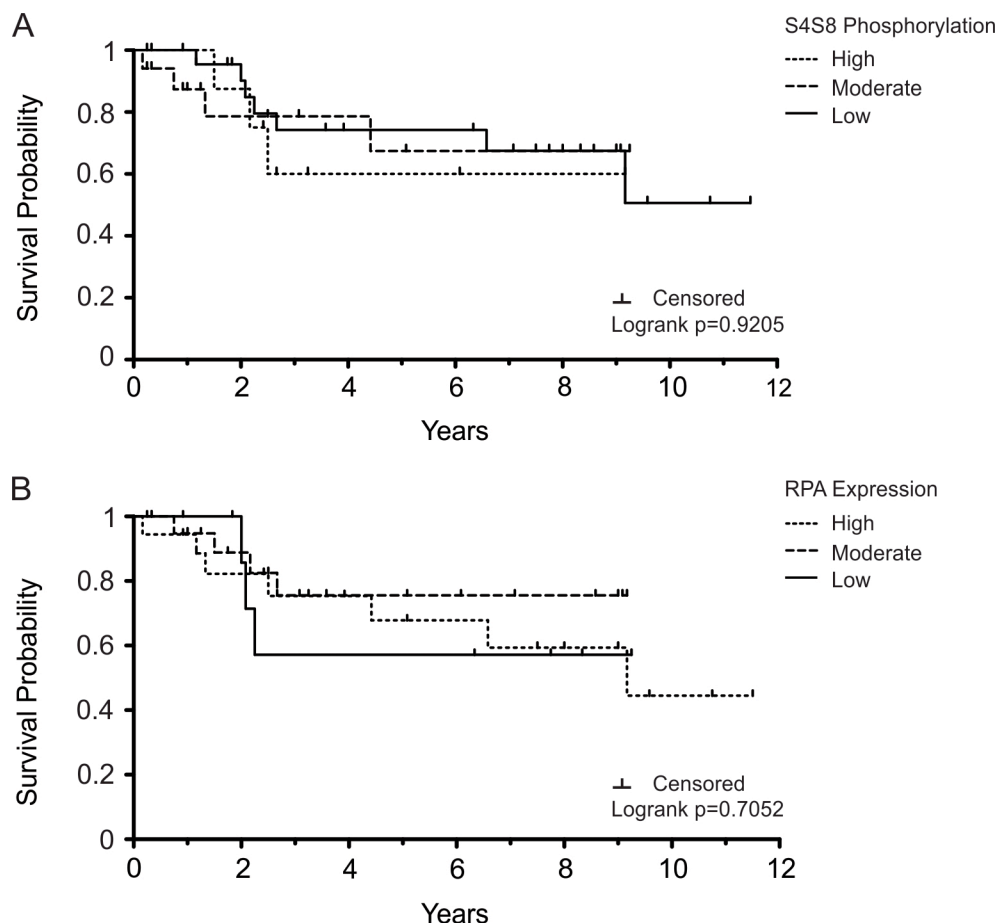 A
S4S8 Phosphorylation
High
Moderate
Low
Survival Probability
1
0.8
0.6
0.4
0.2
0
0 2 4 6 8 10 12
Years
Censored
Logrank p=0.9205
B
RPA Expression
High
Moderate
Low
Survival Probability
1
0.8
0.6
0.4
0.2
0
0 2 4 6 8 10 12
Years
Censored
Logrank p=0.7052